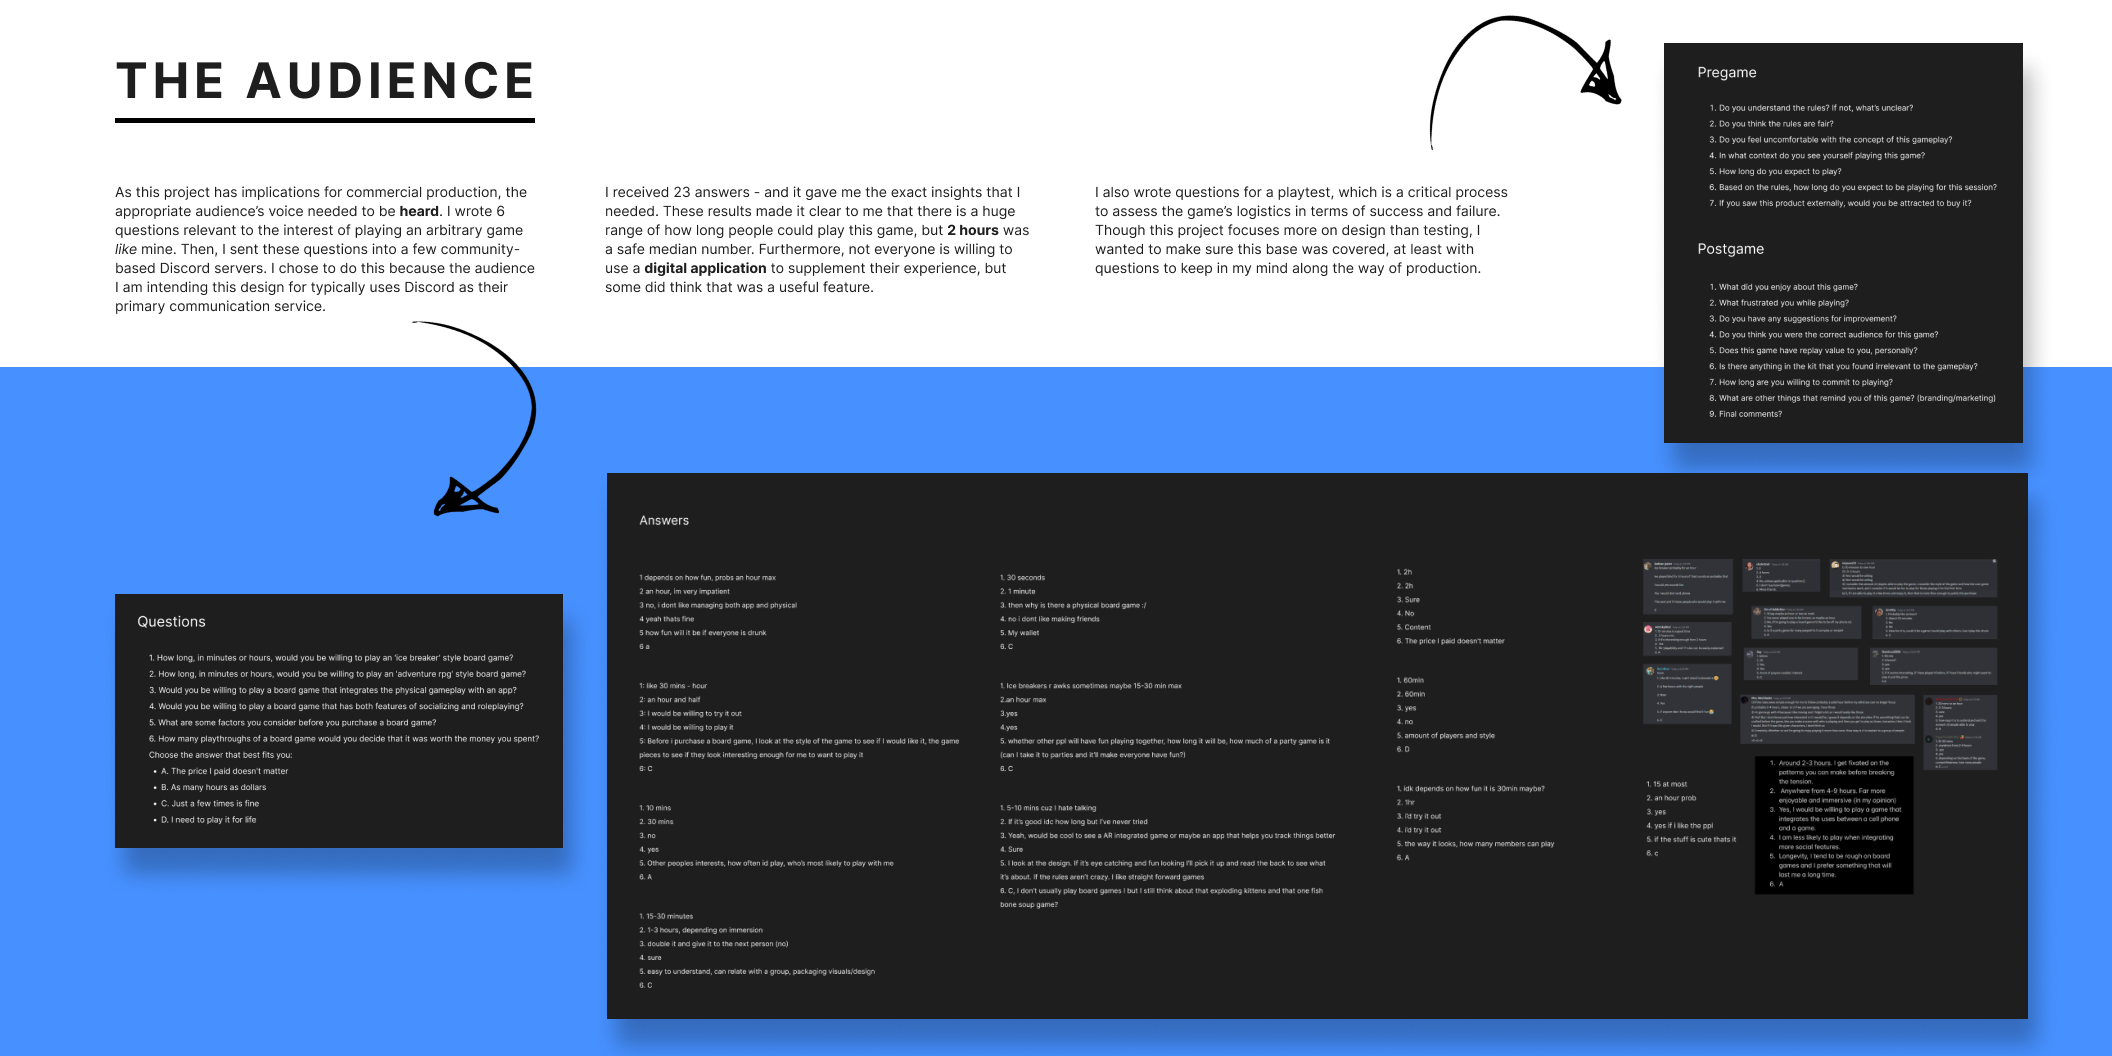 THE AUDIENCE
As this project has implications for commercial production, the
appropriate audience's voice needed to be heard. I wrote 6
questions relevant to the interest of playing an arbitrary game
like mine. Then, I sent these questions into a few community-
based Discord servers. I chose to do this because the audience
I am intending this design for typically uses Discord as their
primary communication service.
I received 23 answers - and it gave me the exact insights that I
needed. These results made it clear to me that there is a huge
range of how long people could play this game, but 2 hours was
a safe median number. Furthermore, not everyone is willing to
use a digital application to supplement their experience, but
some did think that was a useful feature.
I also wrote questions for a playtest, which is a critical process
to assess the game's logistics in terms of success and failure.
Though this project focuses more on design than testing, I
wanted to make sure this base was covered, at least with
questions to keep in my mind along the way of production.
Pregame
1. Do you understand the rules? If not, what's unclear?
2. Do you think the rules are fair?
3. Do you feel uncomfortable with the concept of this gameplay?
4. In what context do you see yourself playing this game?
5. How long do you expect to play?
6. Based on the rules, how long do you expect to be playing for this session?
7. If you saw this product externally, would you be attracted to buy it?
Postgame
1. What did you enjoy about this game?
2. What frustrated you while playing?
3. Do you have any suggestions for improvement?
4. Do you think you were the correct audience for this game?
5. Does this game have replay value to you, personally?
6. Is there anything in the kit that you found irrelevant to the gameplay?
7. How long are you willing to commit to playing?
8. What are other things that remind you of this game? (branding/marketing)
9. Final comments?
Questions
1. How long, in minutes or hours, would you be willing to play an 'ice breaker' style board game?
2. How long, in minutes or hours, would you be willing to play an 'adventure rpg' style board game?
3. Would you be willing to play a board game that integrates the physical gameplay with an app?
4. Would you be willing to play a board game that has both features of socializing and roleplaying?
5. What are some factors you consider before you purchase a board game?
6. How many playthroughs of a board game would you decide that it was worth the money you spent?
Choose the answer that best fits you:
• A. The price I paid doesn't matter
• B. As many hours as dollars
• C. Just a few times is fine
• D. I need to play it for life
Answers
1 depends on how fun, probs an hour max
2 an hour, im very impatient
3 no, i dont like managing both app and physical
4 yeah thats fine
5 how fun will it be if everyone is drunk
6 a
1: like 30 mins - hour
2: an hour and half
3: I would be willing to try it out
4: I would be willing to play it
5: Before i purchase a board game, I look at the style of the game to see if I would like it, the game
pieces to see if they look interesting enough for me to want to play it
6: C
1. 10 mins
2. 30 mins
3. no
4. yes
5. Other peoples interests, how often id play, who's most likely to play with me
6. A
1. 15-30 minutes
2. 1-3 hours, depending on immersion
3. double it and give it to the next person (no)
4. sure
5. easy to understand, can relate with a group, packaging visuals/design
6. C
1. 30 seconds
2. 1 minute
3. then why is there a physical board game :/
4. no i dont like making friends
5. My wallet
6. C
1. Ice breakers r awks sometimes maybe 15-30 min max
2.an hour max
3.yes
4.yes
5. whether other ppl will have fun playing together, how long it will be, how much of a party game is it
(can I take it to parties and it'll make everyone have fun?)
6. C
1. 5-10 mins cuz I hate talking
2. If it's good idc how long but I've never tried
3. Yeah, would be cool to see a AR integrated game or maybe an app that helps you track things better
4. Sure
5. I look at the design. If it's eye catching and fun looking I'll pick it up and read the back to see what
it's about. If the rules aren't crazy. I like straight forward games
6. C, I don't usually play board games ! but I still think about that exploding kittens and that one fish
bone soup game?
1. 2h
2. 2h
3. Sure
4. No
5. Content
6. The price I paid doesn't matter
1. 60min
2. 60min
3. yes
4. no
5. amount of players and style
6. D
1. idk depends on how fun it is 30min maybe?
2. 1hr
3. i'd try it out
4. i'd try it out
5. the way it looks, how many members can play
6. A
1. 15 at most
2. an hour prob
3. yes
4. yes if i like the ppl
5. if the stuff is cute thats it
6. c
1. Around 2-3 hours. I get fixated on the
patterns you can make before breaking
the tension.
2. Anywhere from 4-9 hours. Far more
enjoyable and immersive (in my opinion)
3. Yes, I would be willing to play a game that
integrates the uses between a cell phone
and a game.
4. I am less likely to play when integrating
more social features.
5. Longevity, I tend to be rough on board
games and I prefer something that will
last me a long time.
6. A